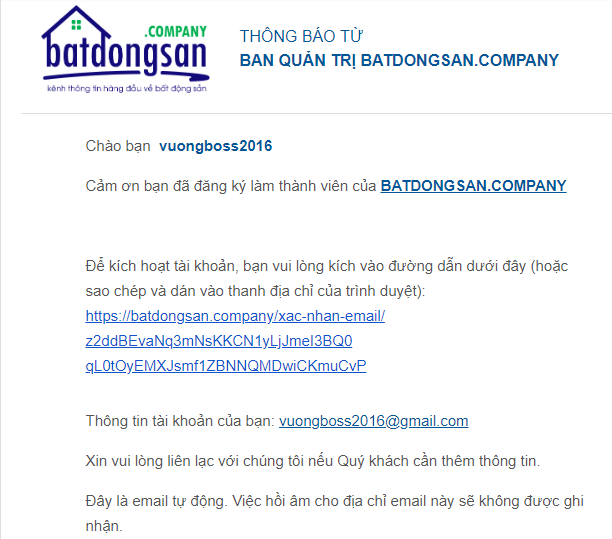 .COMPANY
batdongsan
kênh thông tin hàng đầu về bất động sản
THÔNG BÁO TỪ
BAN QUẢN TRỊ BATDONGSAN.COMPANY
Chào bạn vuongboss2016
Cảm ơn bạn đã đăng ký làm thành viên của BATDONGSAN.COMPANY
Để kích hoạt tài khoản, bạn vui lòng kích vào đường dẫn dưới đây (hoặc
sao chép và dán vào thanh địa chỉ của trình duyệt):
https://batdongsan.company/xac-nhan-email/
z2ddBEvaNq3mNsKKCN1yLjJmeI3BQ0
qL0tOyEMXJsmf1ZBNNQMDwiCKmuCvP
Thông tin tài khoản của bạn: vuongboss2016@gmail.com
Xin vui lòng liên lạc với chúng tôi nếu Quý khách cần thêm thông tin.
Đây là email tự động. Việc hồi âm cho địa chỉ email này sẽ không được ghi
nhận.